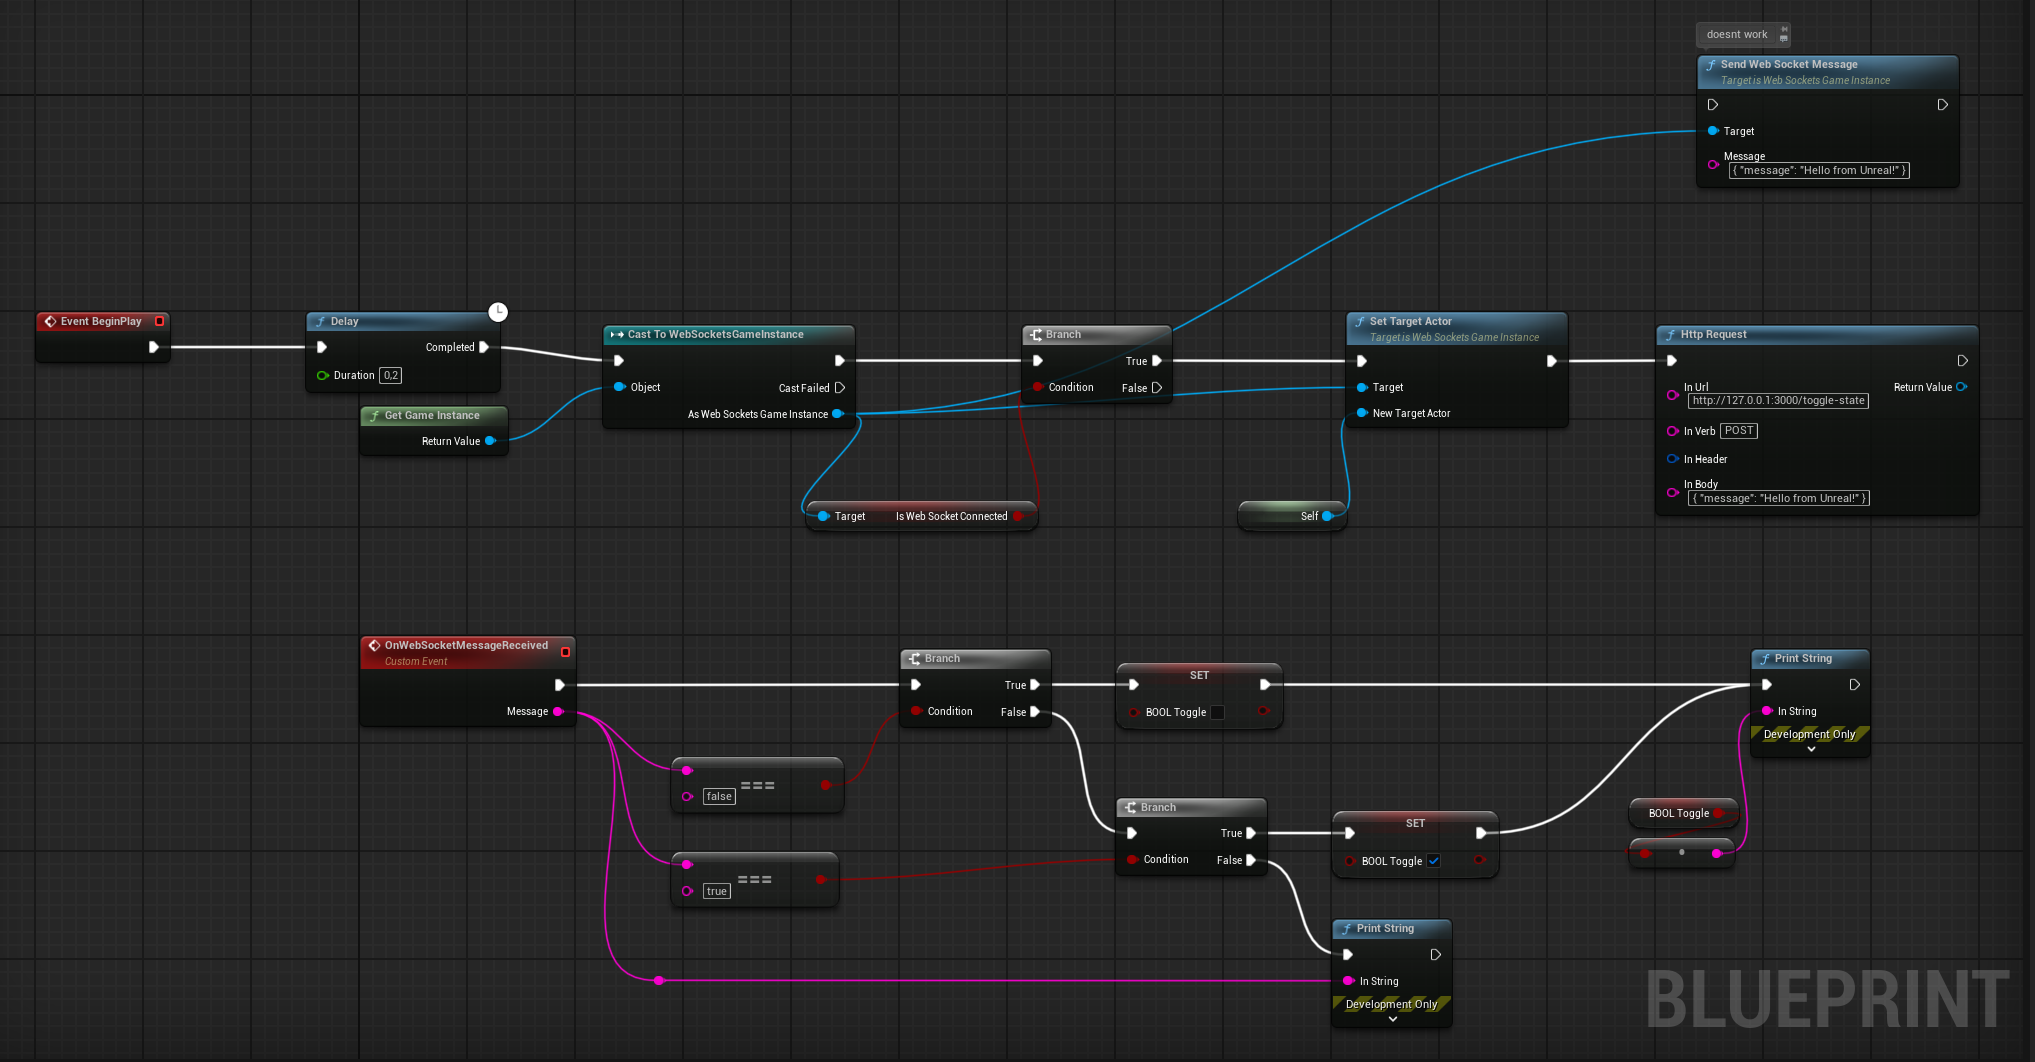 doesnt work
Send Web Socket Message
Target is Web Sockets Game Instance
Target
Message
{ "message": "Hello from Unreal!" }
Event BeginPlay
Delay
Completed
Duration 0,2
Get Game Instance
Return Value
Cast To WebSocketsGameInstance
Object
Cast Failed
As Web Sockets Game Instance
Branch
True
Condition
False
Target
Is Web Socket Connected
Set Target Actor
Target is Web Sockets Game Instance
Target
New Target Actor
Self
Http Request
In Url
Return Value
http://127.0.0.1:3000/toggle-state
In Verb POST
In Header
In Body
{ "message": "Hello from Unreal!" }
OnWebSocketMessageReceived
Custom Event
Message
===
false
===
true
Branch
True
Condition
False
SET
BOOL Toggle
Branch
True
Condition
False
SET
BOOL Toggle
Print String
In String
Development Only
BOOL Toggle
Print String
In String
Development Only
BLUEPRINT